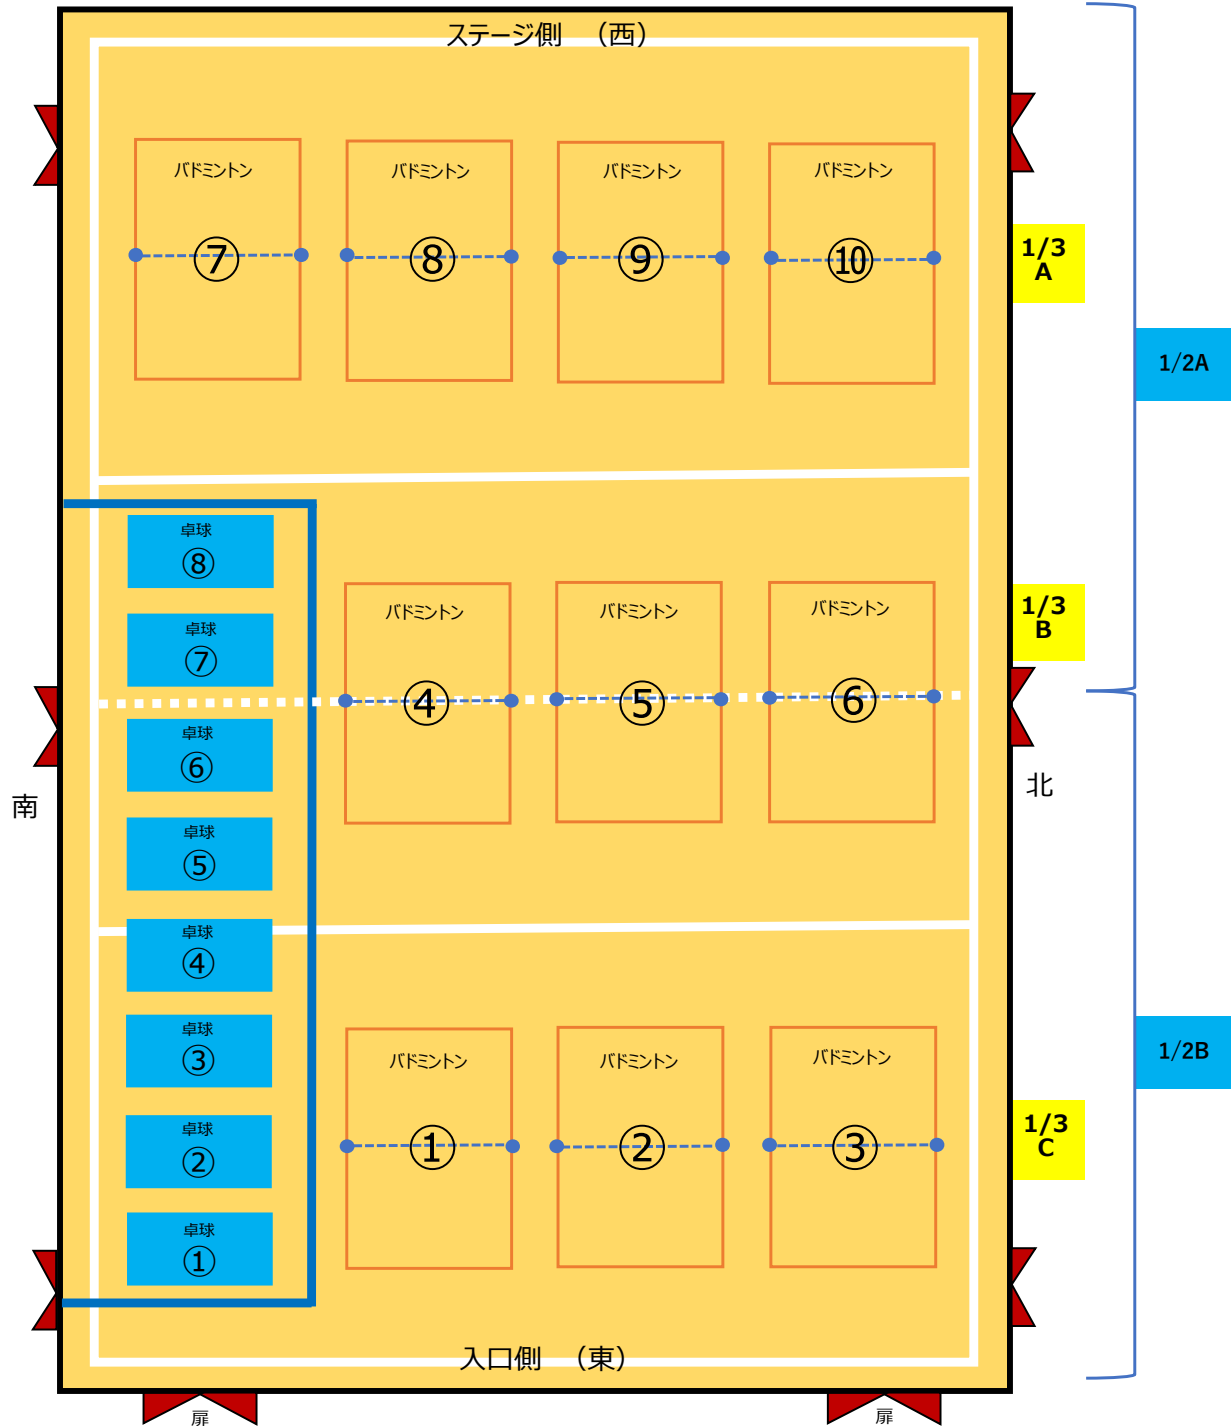 ステージ側　（西）
バドミントン
⑦
バドミントン
⑧
バドミントン
⑨
バドミントン
⑩
1/3
A
1/2A
卓球
⑧
卓球
⑦
卓球
⑥
卓球
⑤
卓球
④
卓球
③
卓球
②
卓球
①
バドミントン
④
バドミントン
⑤
バドミントン
⑥
1/3
B
南
北
バドミントン
①
バドミントン
②
バドミントン
③
1/2B
1/3
C
入口側　（東）
扉
扉